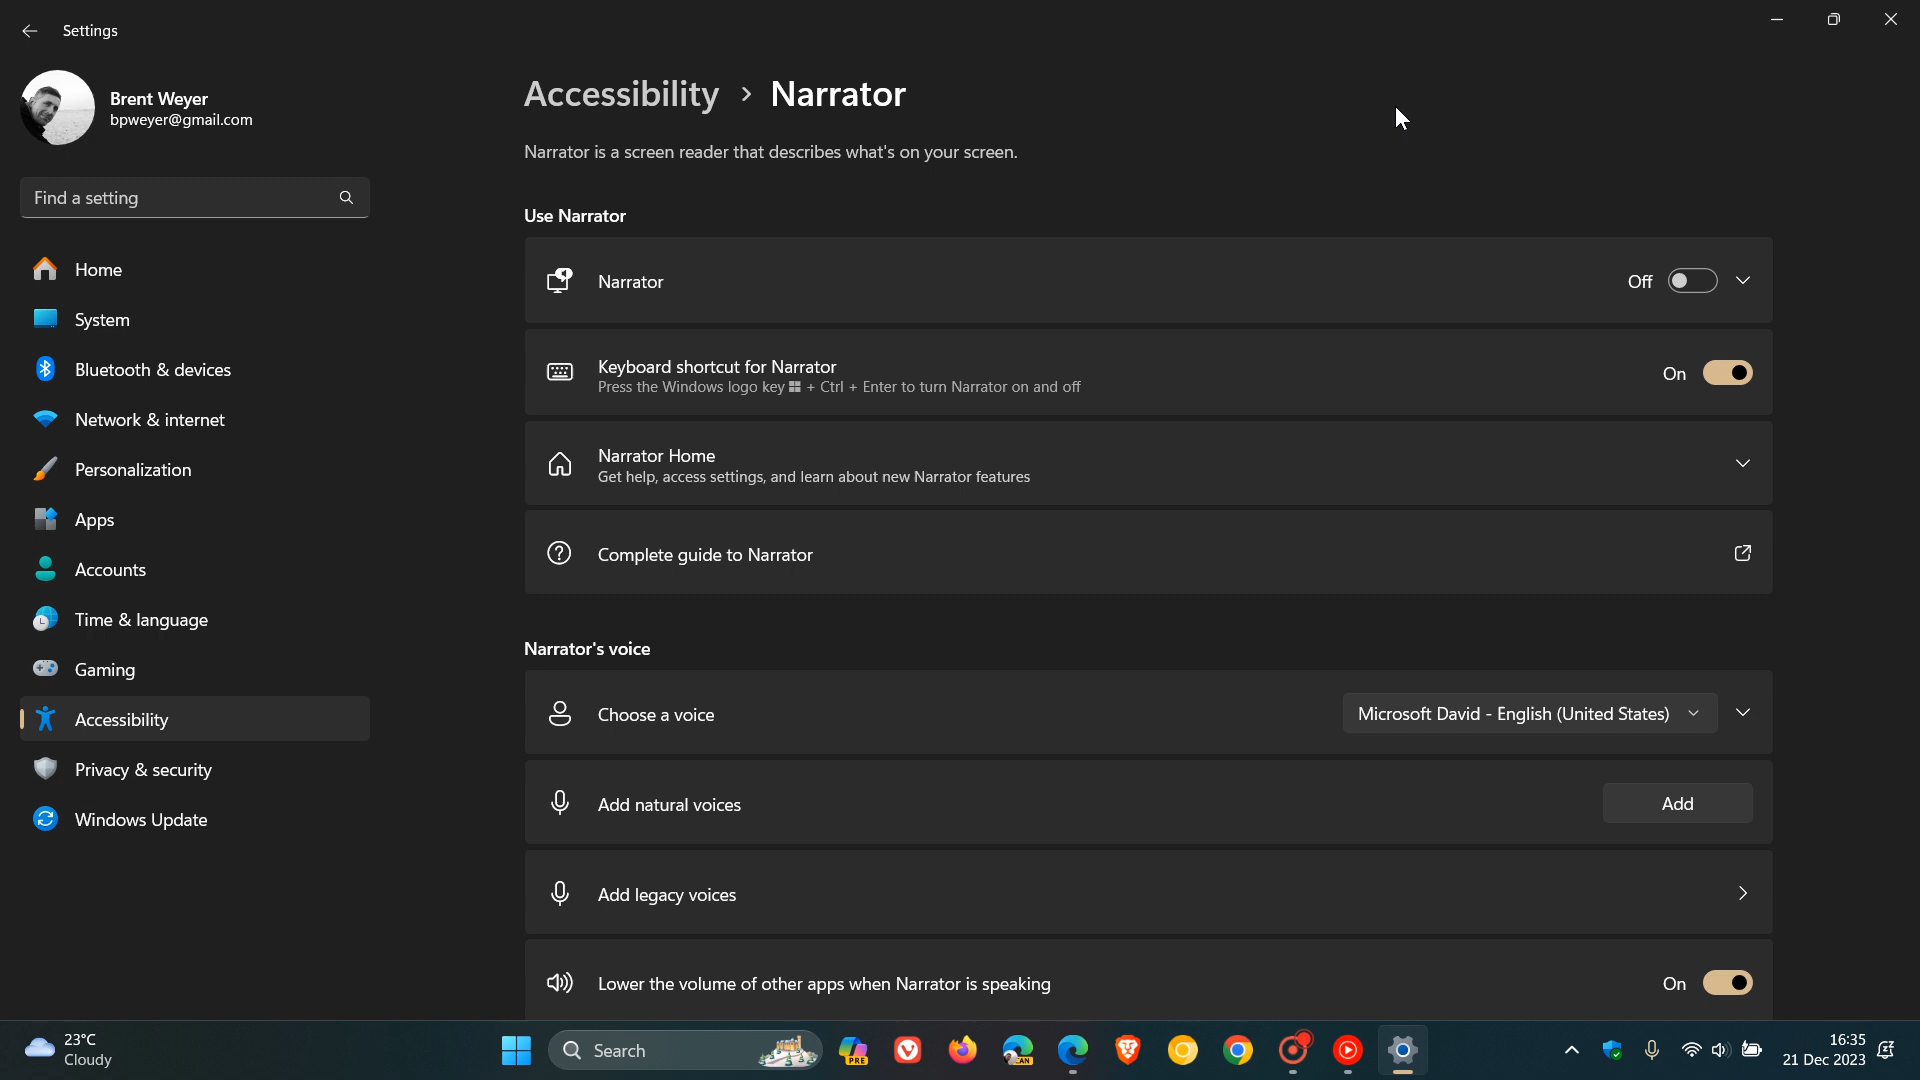 Settings
Brent Weyer
bpweyer@gmail.com
Find a setting
Home
System
Bluetooth & devices
Network & internet
Personalization
Apps
Accounts
Time & language
Gaming
Accessibility
Privacy & security
Windows Update
Accessibility > Narrator
Narrator is a screen reader that describes what's on your screen.
Use Narrator
Narrator Off
Keyboard shortcut for Narrator
Press the Windows logo key + Ctrl + Enter to turn Narrator on and off
On
Narrator Home
Get help, access settings, and learn about new Narrator features
Complete guide to Narrator
Narrator's voice
Choose a voice Microsoft David - English (United States)
Add natural voices Add
Add legacy voices
Lower the volume of other apps when Narrator is speaking On
23°C
Cloudy
Search
PRE
CAN
16:35
21 Dec 2023